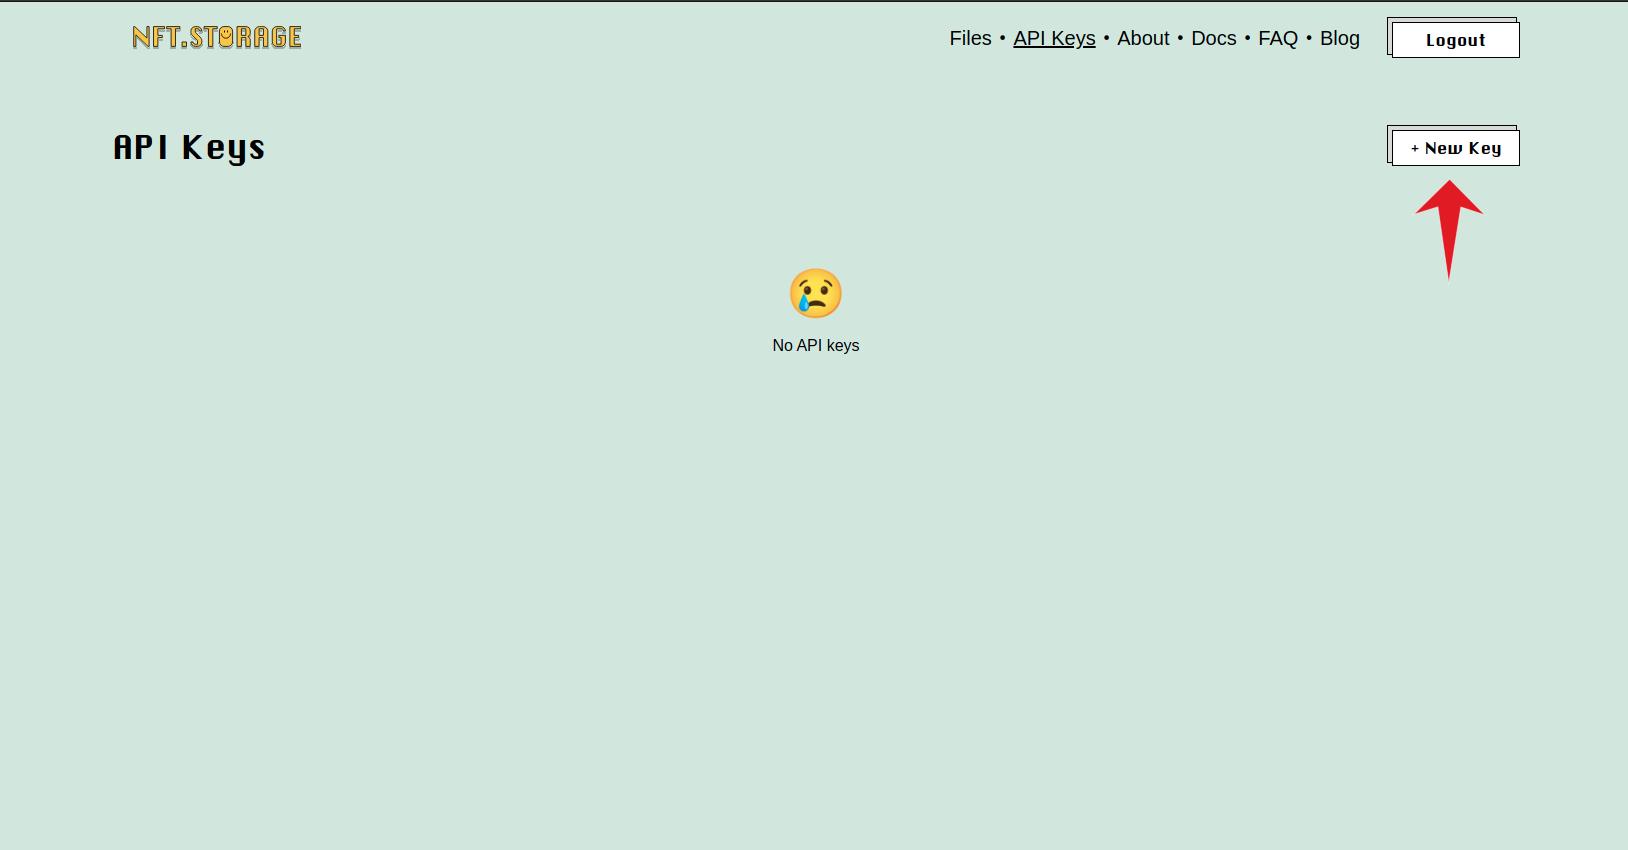 NFT.STORAGE
Files • API Keys • About • Docs • FAQ • Blog
Logout
API Keys
+ New Key
No API keys